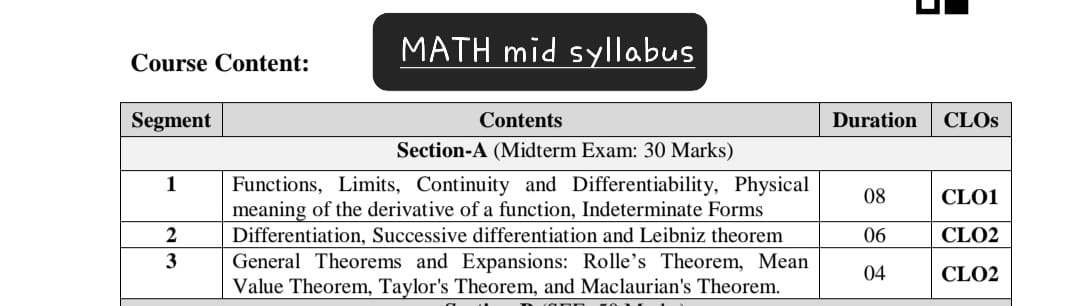 MATH mid syllabus
Course Content:
Segment Contents Duration CLOs
Section-A (Midterm Exam: 30 Marks)
1 Functions, Limits, Continuity and Differentiability, Physical 08 CLO1
meaning of the derivative of a function, Indeterminate Forms
2 Differentiation, Successive differentiation and Leibniz theorem 06 CLO2
3 General Theorems and Expansions: Rolle's Theorem, Mean 04 CLO2
Value Theorem, Taylor's Theorem, and Maclaurian's Theorem.